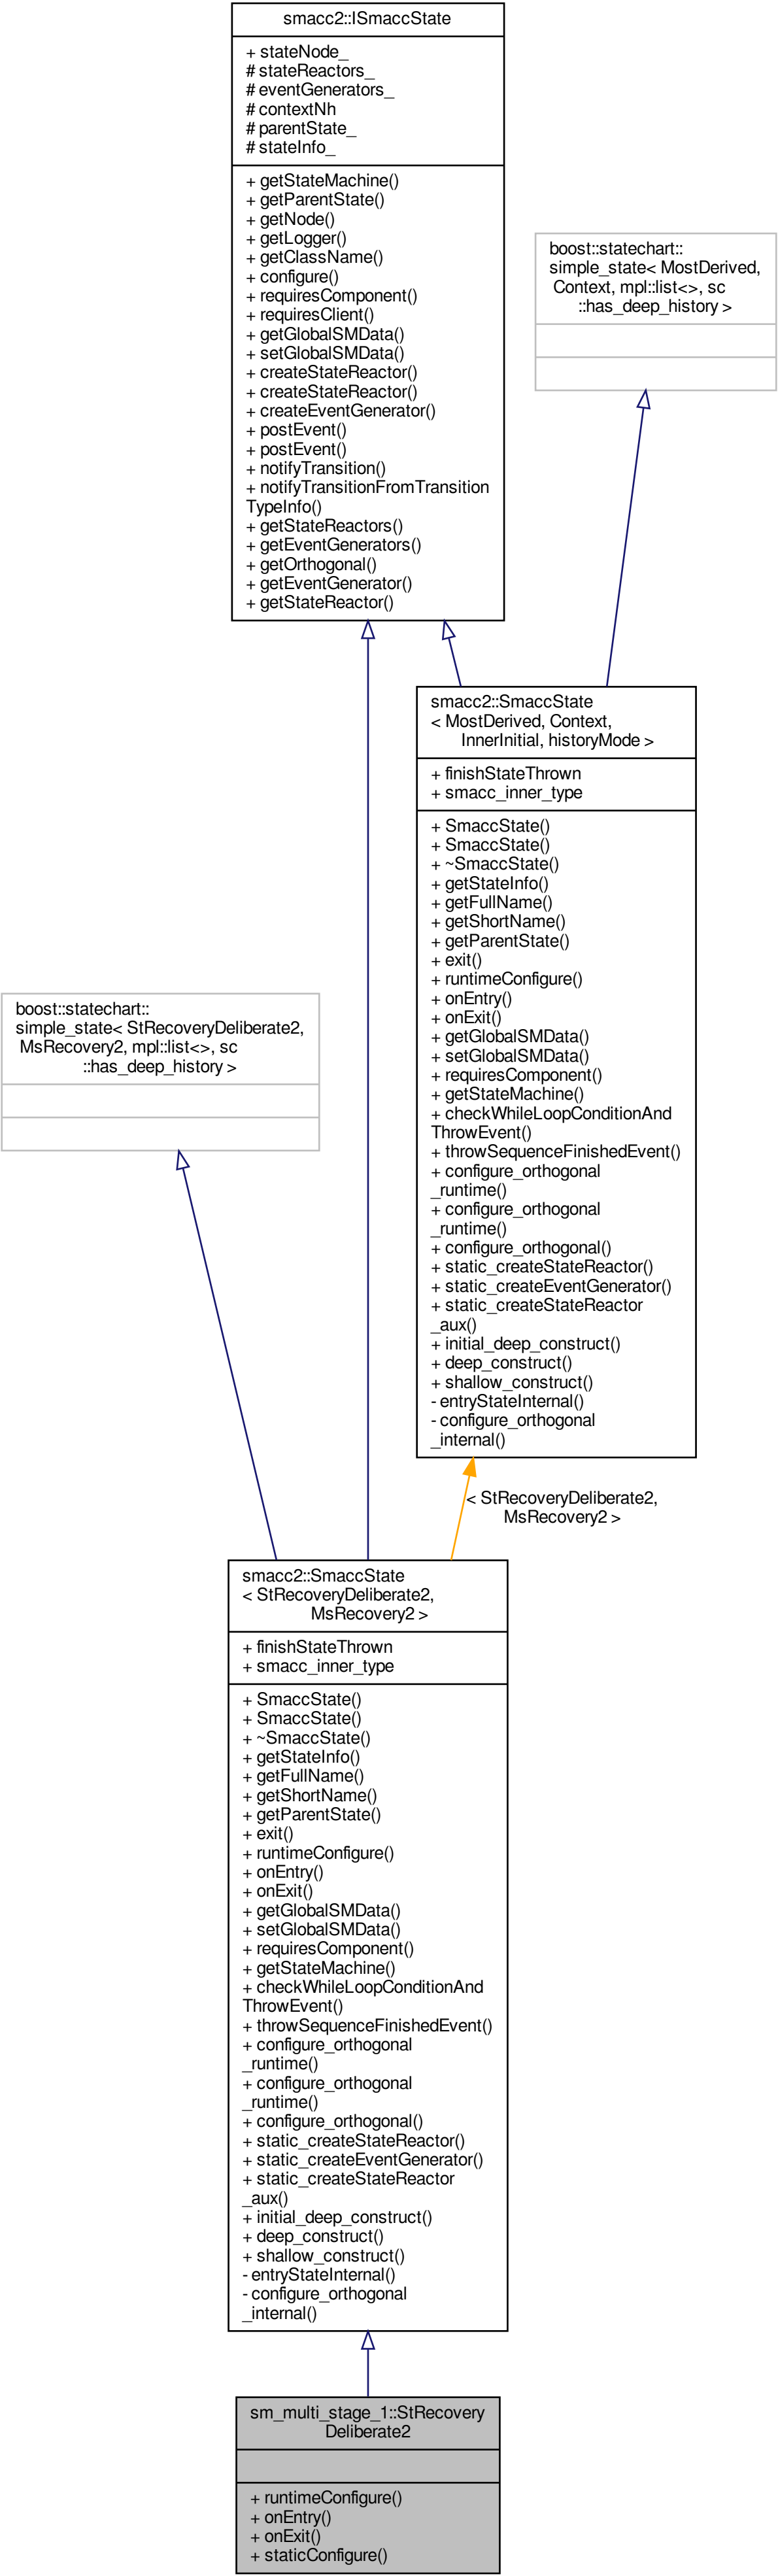 smacc2::ISmaccState
+ stateNode_
# stateReactors_
# eventGenerators_
# contextNh
# parentState_
# stateInfo_
+ getStateMachine()
+ getParentState()
+ getNode()
+ getLogger()
+ getClassName()
+ configure()
+ requiresComponent()
+ requiresClient()
+ getGlobalSMData()
+ setGlobalSMData()
+ createStateReactor()
+ createStateReactor()
+ createEventGenerator()
+ postEvent()
+ postEvent()
+ notifyTransition()
+ notifyTransitionFromTransition
TypeInfo()
+ getStateReactors()
+ getEventGenerators()
+ getOrthogonal()
+ getEventGenerator()
+ getStateReactor()
boost::statechart::
simple_state< MostDerived,
Context, mpl::list<>, sc
::has_deep_history >
smacc2::SmaccState
< MostDerived, Context,
InnerInitial, historyMode >
+ finishStateThrown
+ smacc_inner_type
+ SmaccState()
+ SmaccState()
+ ~SmaccState()
+ getStateInfo()
+ getFullName()
+ getShortName()
+ getParentState()
+ exit()
+ runtimeConfigure()
+ onEntry()
+ onExit()
+ getGlobalSMData()
+ setGlobalSMData()
+ requiresComponent()
+ getStateMachine()
+ checkWhileLoopConditionAnd
ThrowEvent()
+ throwSequenceFinishedEvent()
+ configure_orthogonal
_runtime()
+ configure_orthogonal
_runtime()
+ configure_orthogonal()
+ static_createStateReactor()
+ static_createEventGenerator()
+ static_createStateReactor
_aux()
+ initial_deep_construct()
+ deep_construct()
+ shallow_construct()
- entryStateInternal()
- configure_orthogonal
_internal()
boost::statechart::
simple_state< StRecoveryDeliberate2,
MsRecovery2, mpl::list<>, sc
::has_deep_history >
< StRecoveryDeliberate2,
MsRecovery2 >
smacc2::SmaccState
< StRecoveryDeliberate2,
MsRecovery2 >
+ finishStateThrown
+ smacc_inner_type
+ SmaccState()
+ SmaccState()
+ ~SmaccState()
+ getStateInfo()
+ getFullName()
+ getShortName()
+ getParentState()
+ exit()
+ runtimeConfigure()
+ onEntry()
+ onExit()
+ getGlobalSMData()
+ setGlobalSMData()
+ requiresComponent()
+ getStateMachine()
+ checkWhileLoopConditionAnd
ThrowEvent()
+ throwSequenceFinishedEvent()
+ configure_orthogonal
_runtime()
+ configure_orthogonal
_runtime()
+ configure_orthogonal()
+ static_createStateReactor()
+ static_createEventGenerator()
+ static_createStateReactor
_aux()
+ initial_deep_construct()
+ deep_construct()
+ shallow_construct()
- entryStateInternal()
- configure_orthogonal
_internal()
sm_multi_stage_1::StRecovery
Deliberate2
+ runtimeConfigure()
+ onEntry()
+ onExit()
+ staticConfigure()